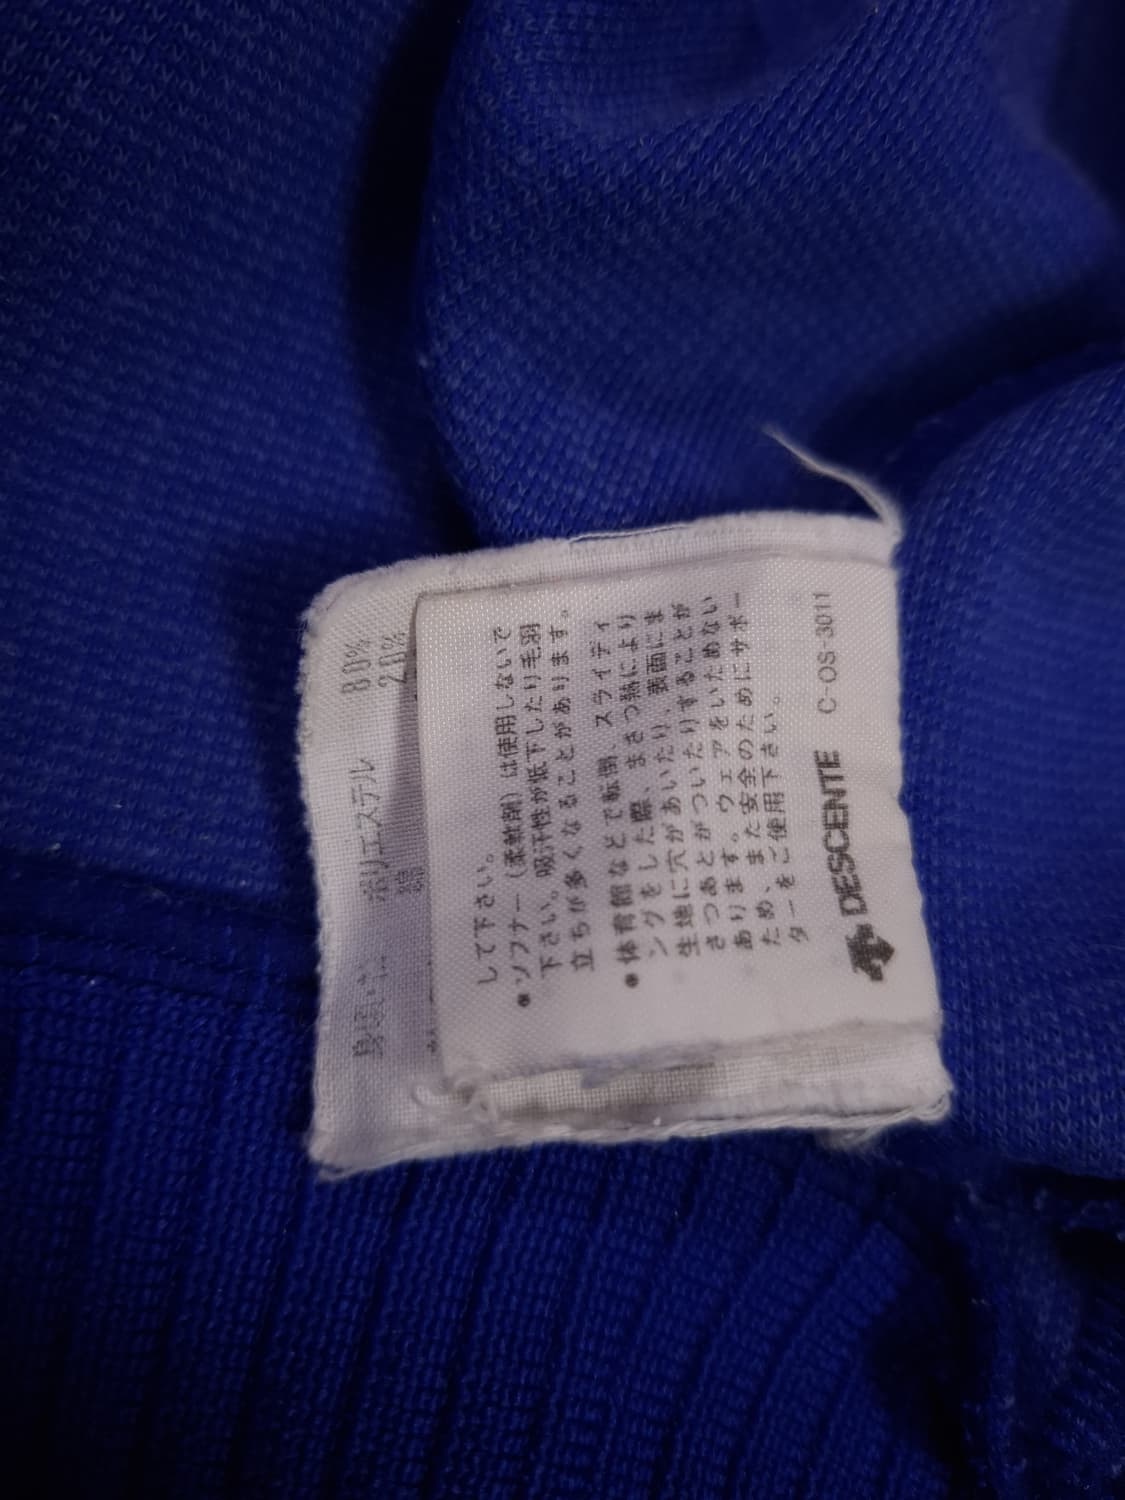 ポリエステル 80%
綿 20%
して下さい。
●ソフナー(柔軟剤)は使用しないで
下さい。吸汗性が低下したり毛羽
立ちが多くなることがあります。
●体育館などで転倒、スライディ
ングをした際、まさつ熱により
生地に穴があいたり、表面にま
さつあとがついたりすることが
あります。ウェアをいためない
ため、また安全のためにサポー
ターをご使用下さい。
DESCENTE C-OS-3011